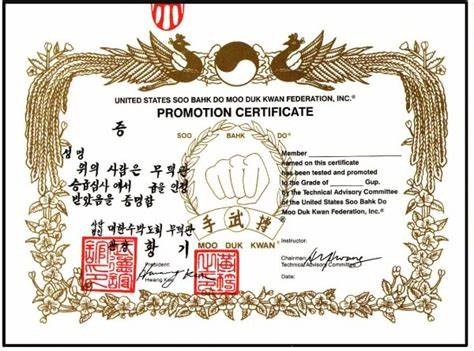 UNITED STATES SOO BAHK DO MOO DUK KWAN FEDERATION, INC.®
PROMOTION CERTIFICATE
증
SOO BAHK DO®
성명
위의 사람은 무덕관
승급심사에서 급을 인정
받았음을 증명함
대한수박도회 무덕관
관장 황기
President
Hwang Kee
手武持
MOO DUK KWAN®
Member
named on this certificate
has been tested and promoted
to the Grade of Gup.
by the Technical Advisory Committee
of the United States Soo Bahk Do
Moo Duk Kwan Federation, Inc.
Instructor:
Chairman
Technical Advisory Committee
Date